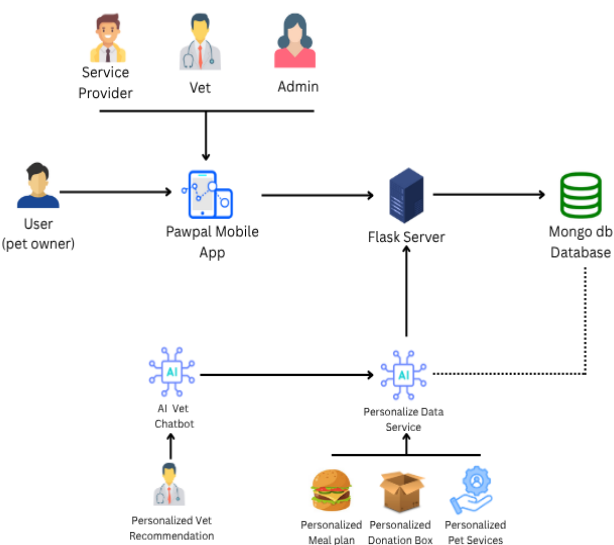 Service
Provider
Vet
Admin
User
(pet owner)
Pawpal Mobile
App
Flask Server
Mongo db
Database
AI
AI Vet
Chatbot
AI
Personalize Data
Service
Personalized Vet
Recommendation
Personalized
Meal plan
Personalized
Donation Box
Personalized
Pet Sevices